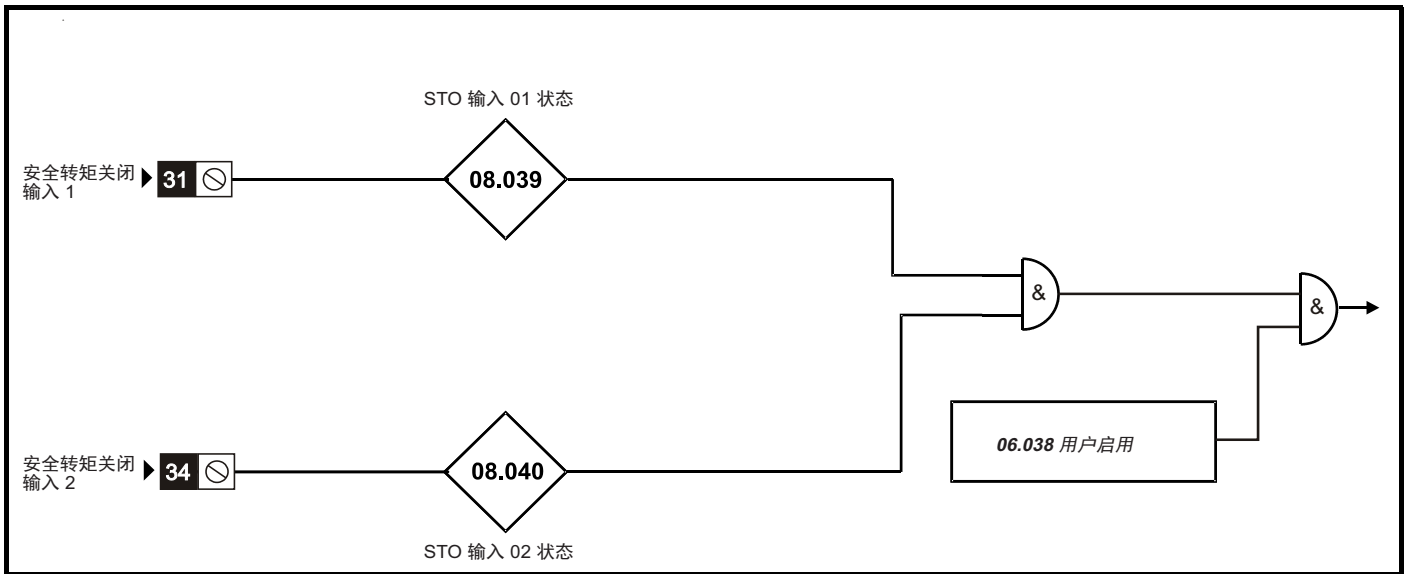 STO 输入 01 状态
安全转矩关闭
输入 1
31
08.039
&
&
06.038 用户启用
安全转矩关闭
输入 2
34
08.040
STO 输入 02 状态